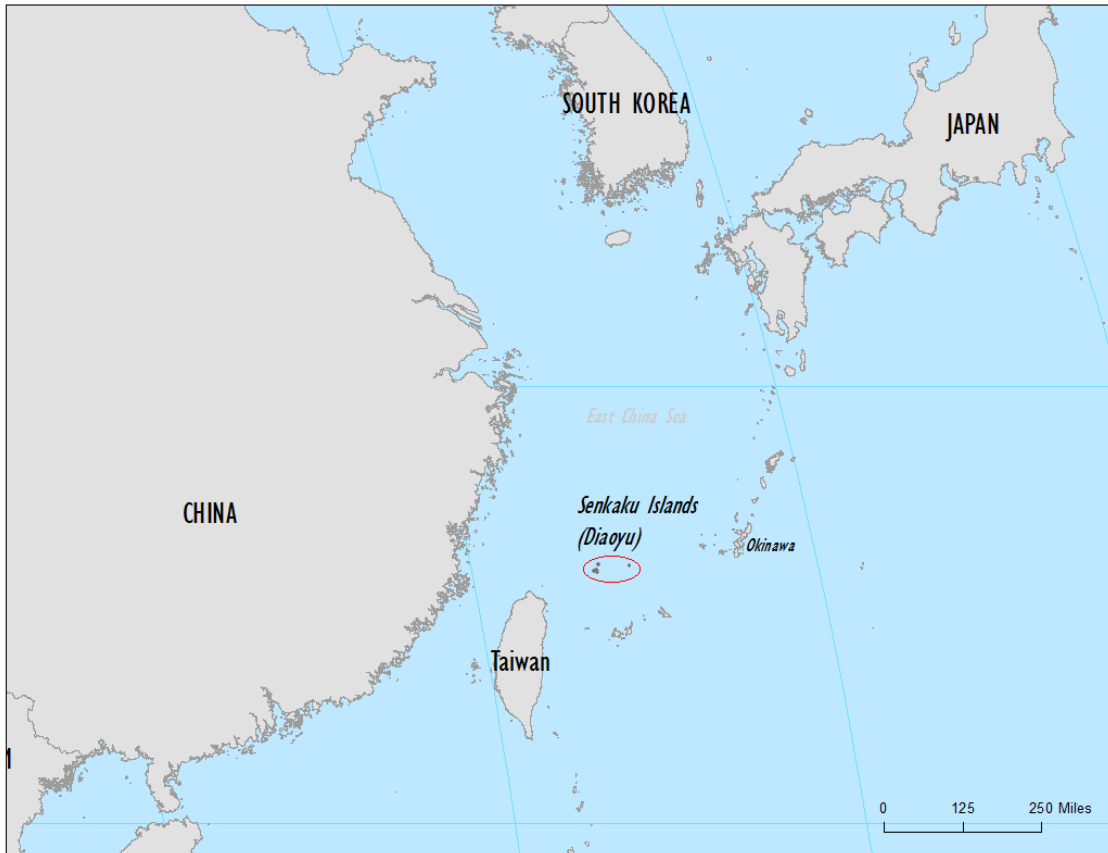 SOUTH KOREA
JAPAN
East China Sea
CHINA
Senkaku Islands
(Diaoyu)
Okinawa
Taiwan
M
0 125 250 Miles